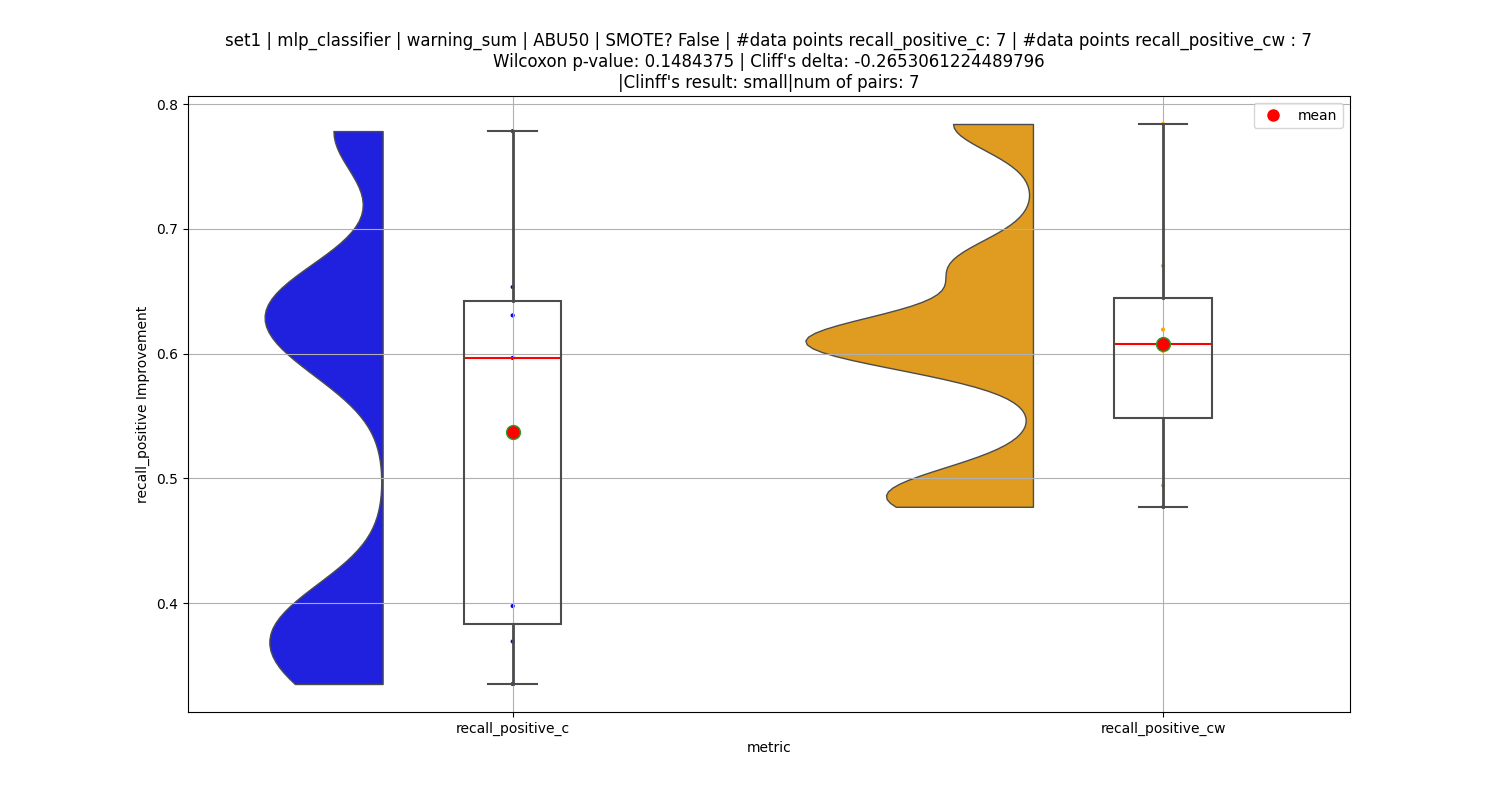 set1 | mlp_classifier | warning_sum | ABU50 | SMOTE? False | #data points recall_positive_c: 7 | #data points recall_positive_cw : 7
Wilcoxon p-value: 0.1484375 | Cliff's delta: -0.2653061224489796
|Clinff's result: small|num of pairs: 7
mean
0.8
0.7
0.6
0.5
0.4
recall_positive Improvement
recall_positive_c
recall_positive_cw
metric